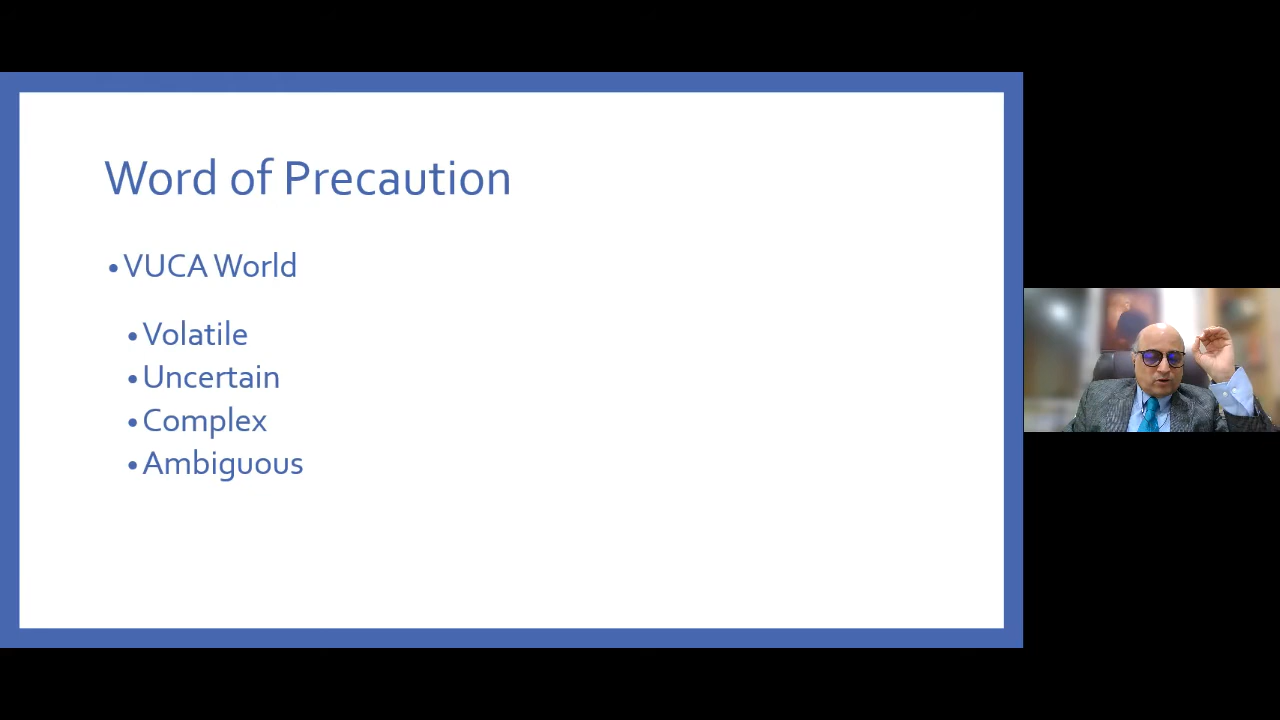 Word of Precaution
• VUCA World
• Volatile
• Uncertain
• Complex
• Ambiguous